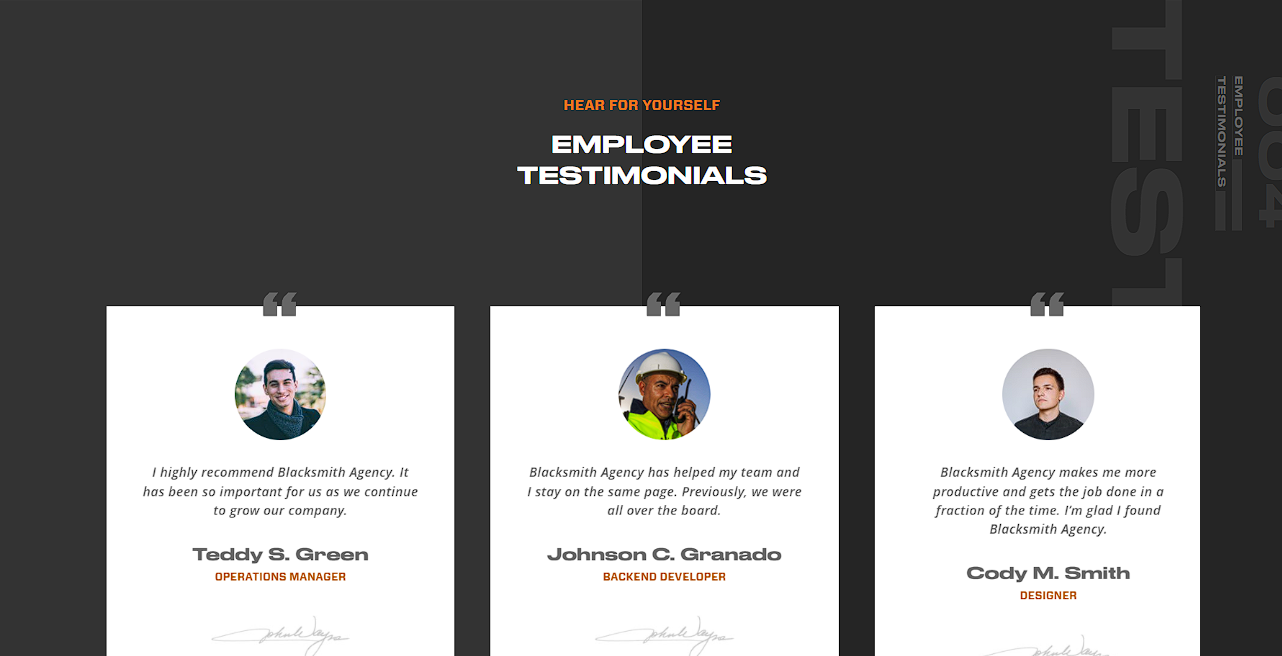 HEAR FOR YOURSELF
EMPLOYEE
TESTIMONIALS
TEST
EMPLOYEE
TESTIMONIALS
004
“
I highly recommend Blacksmith Agency. It
has been so important for us as we continue
to grow our company.
Teddy S. Green
OPERATIONS MANAGER
“
Blacksmith Agency has helped my team and
I stay on the same page. Previously, we were
all over the board.
Johnson C. Granado
BACKEND DEVELOPER
“
Blacksmith Agency makes me more
productive and gets the job done in a
fraction of the time. I'm glad I found
Blacksmith Agency.
Cody M. Smith
DESIGNER